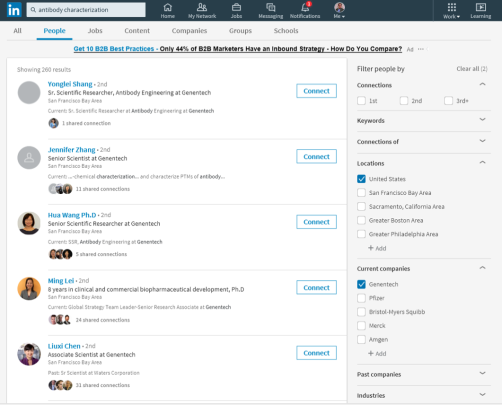 in
antibody characterization
Home
My Network
Jobs
Messaging
Notifications
Me
Work
Learning
All
People
Jobs
Content
Companies
Groups
Schools
Get 10 B2B Best Practices - Only 44% of B2B Marketers Have an Inbound Strategy - How Do You Compare? Ad ...
Showing 260 results
Yonglei Shang • 2nd
Sr. Scientific Researcher, Antibody Engineering at Genentech
San Francisco Bay Area
Current: Sr. Scientific Researcher at Antibody Engineering at Genentech
1 shared connection
Connect
Jennifer Zhang • 2nd
Senior Scientist at Genentech
San Francisco Bay Area
Current: ...-chemical characterization... and characterize PTMs of antibody...
11 shared connections
Connect
Hua Wang Ph.D • 2nd
Senior Scientific Researcher at Genentech
San Francisco Bay Area
Current: SSR, Antibody Engineering at Genentech
5 shared connections
Connect
Ming Lei • 2nd
8 years in clinical and commercial biopharmaceutical development, Ph.D
San Francisco Bay Area
Current: Global Strategy Team Leader-Senior Research Associate at Genentech
24 shared connections
Connect
Liuxi Chen • 2nd
Associate Scientist at Genentech
San Francisco Bay Area
Past: Sr Scientist at Waters Corporation
31 shared connections
Connect
Filter people by
Clear all (2)
Connections
1st
2nd
3rd+
Keywords
Connections of
Locations
United States
San Francisco Bay Area
Sacramento, California Area
Greater Boston Area
Greater Philadelphia Area
+ Add
Current companies
Genentech
Pfizer
Bristol-Myers Squibb
Merck
Amgen
+ Add
Past companies
Industries